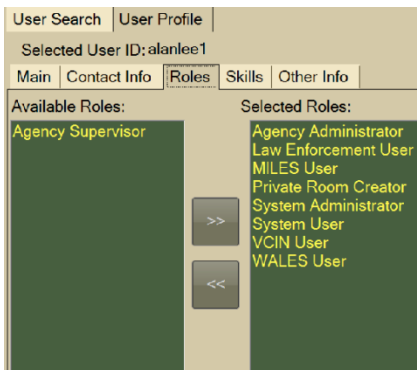 User Search User Profile
Selected User ID: alanlee1
Main Contact Info Roles Skills Other Info
Available Roles: Selected Roles:
Agency Supervisor
Agency Administrator
Law Enforcement User
MILES User
Private Room Creator
System Administrator
System User
VCIN User
WALES User
>>
<<